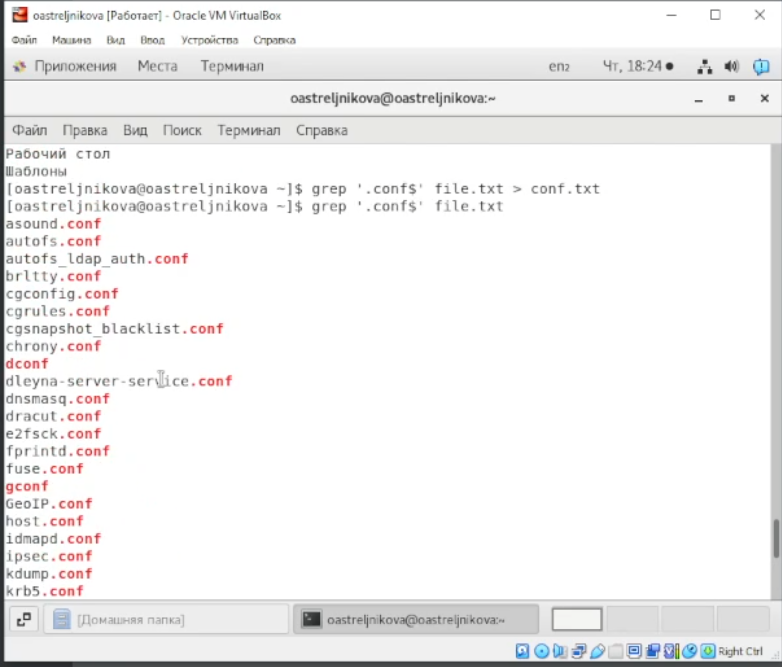 oastreljnikova [Работает] - Oracle VM VirtualBox
Файл Машина Вид Ввод Устройства Справка
Приложения Места Терминал en₂ Чт, 18:24
oastreljnikova@oastreljnikova:~
Файл Правка Вид Поиск Терминал Справка
Рабочий стол
Шаблоны
[oastreljnikova@oastreljnikova ~]$ grep '.conf$' file.txt > conf.txt
[oastreljnikova@oastreljnikova ~]$ grep '.conf$' file.txt
asound.conf
autofs.conf
autofs_ldap_auth.conf
brltty.conf
cgconfig.conf
cgrules.conf
cgsnapshot_blacklist.conf
chrony.conf
dconf
dleyna-server-service.conf
dnsmasq.conf
dracut.conf
e2fsck.conf
fprintd.conf
fuse.conf
gconf
GeoIP.conf
host.conf
idmapd.conf
ipsec.conf
kdump.conf
krb5.conf
[Домашняя папка] oastreljnikova@oastreljnikova:~
Right Ctrl